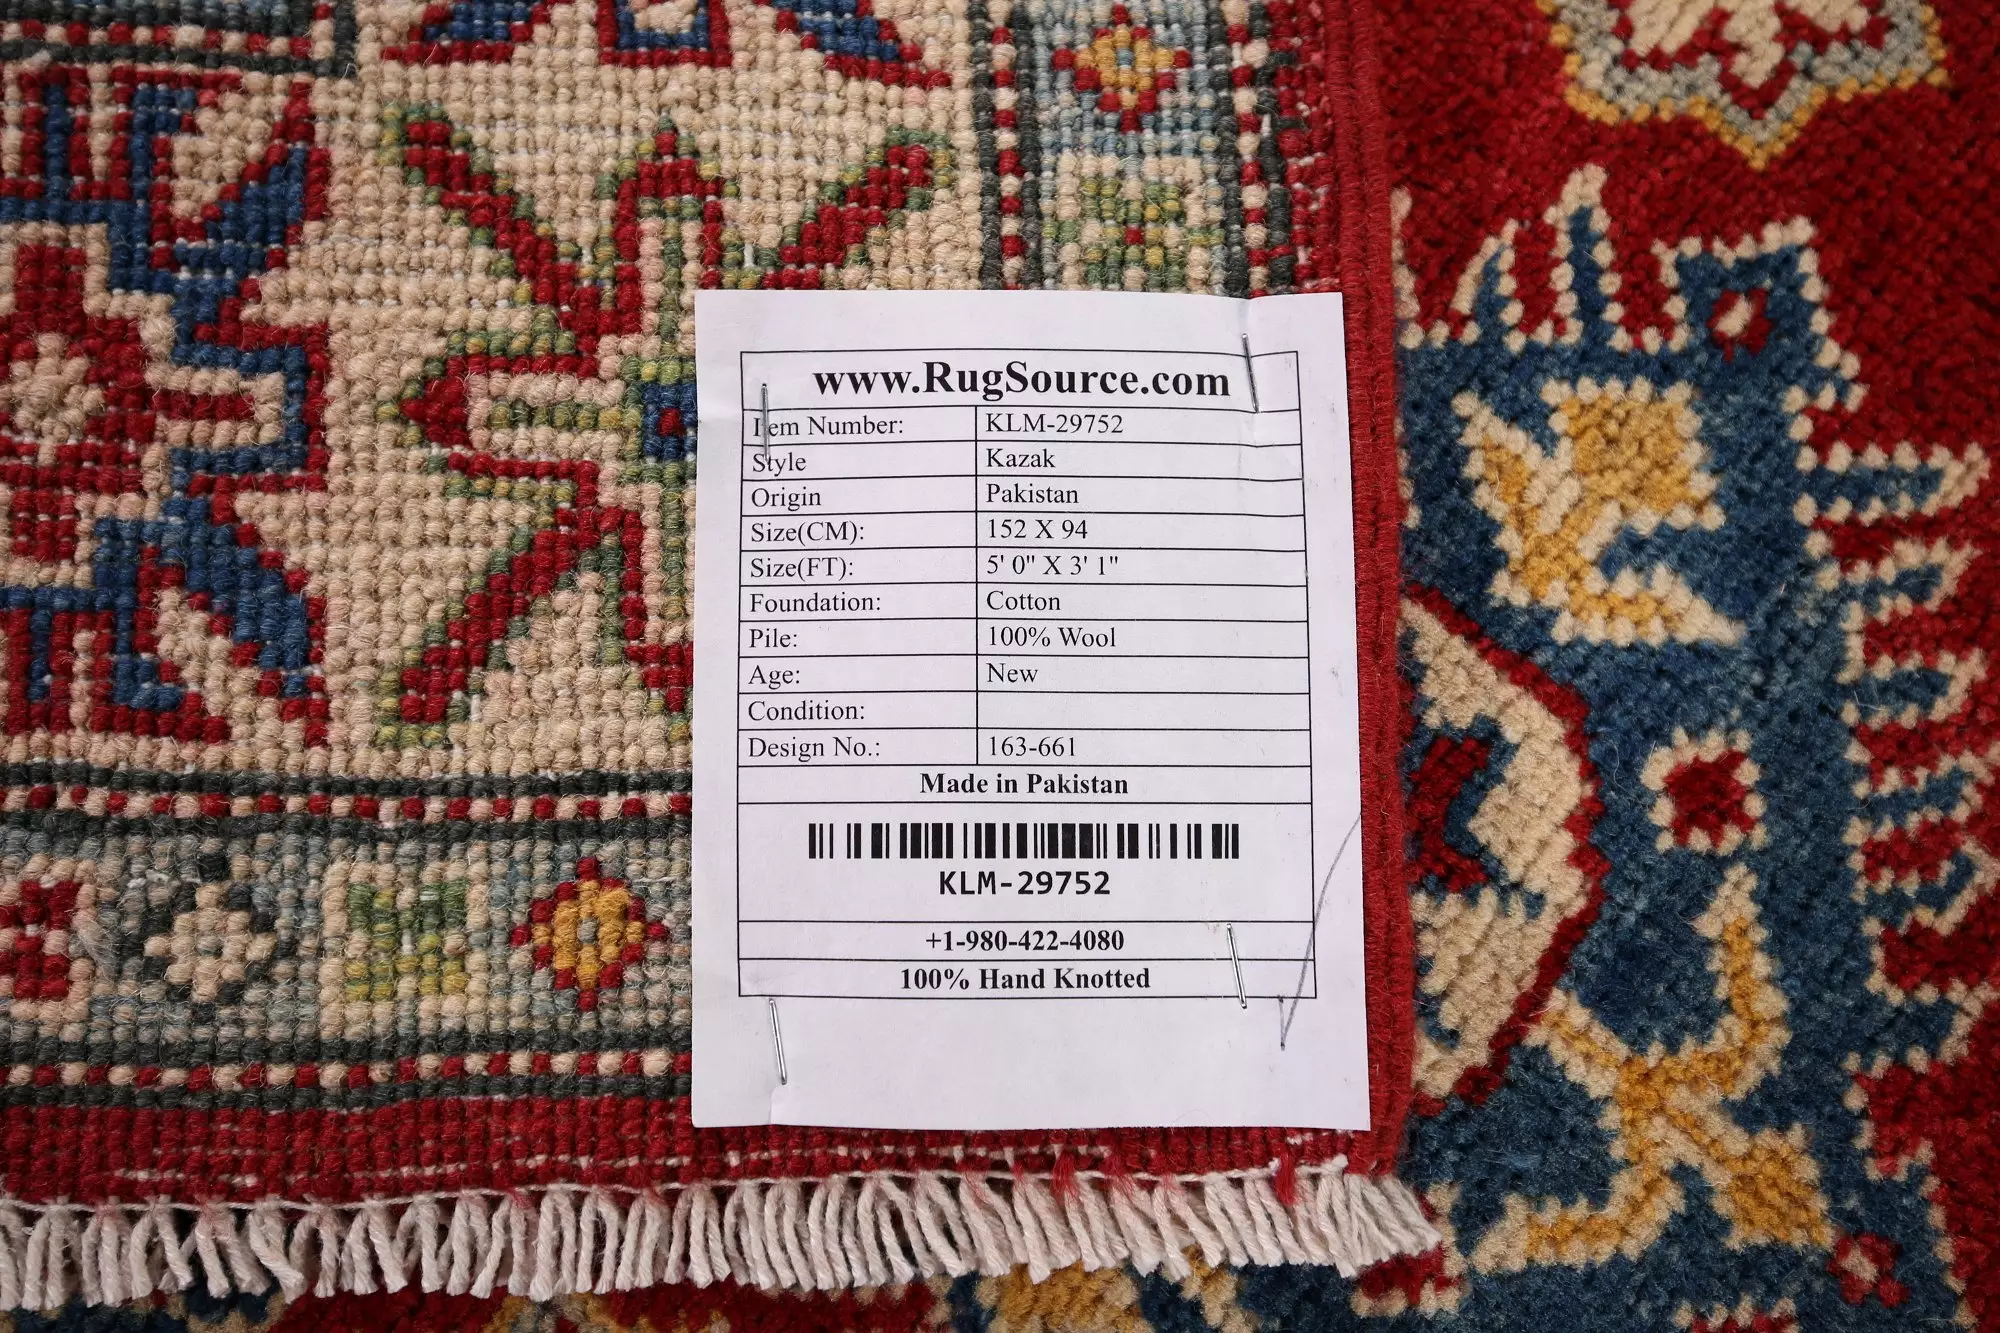 www.RugSource.com
Item Number: KLM-29752
Style Kazak
Origin Pakistan
Size(CM): 152 X 94
Size(FT): 5' 0" X 3' 1"
Foundation: Cotton
Pile: 100% Wool
Age: New
Condition:
Design No.: 163-661
Made in Pakistan
KLM-29752
+1-980-422-4080
100% Hand Knotted